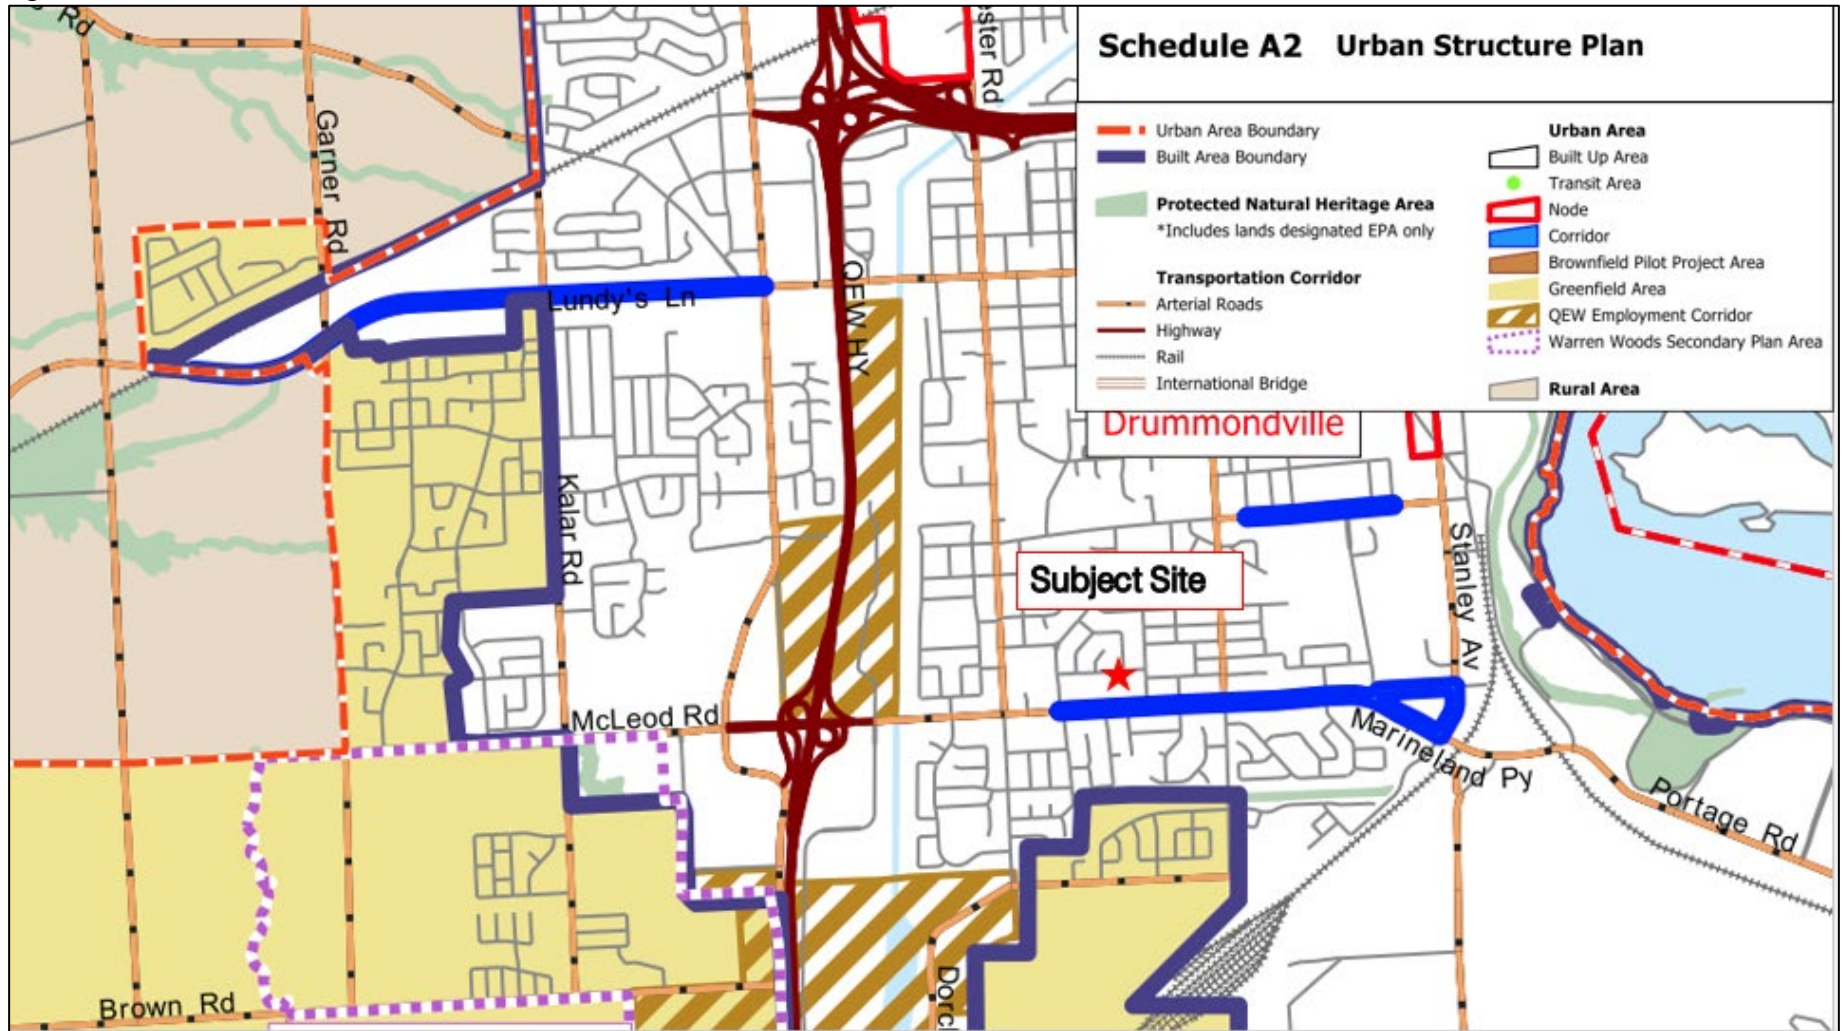 Rd
ster Rd
Schedule A2 Urban Structure Plan
Urban Area Boundary
Built Area Boundary
Protected Natural Heritage Area
*Includes lands designated EPA only
Transportation Corridor
Arterial Roads
Highway
Rail
International Bridge
Urban Area
Built Up Area
Transit Area
Node
Corridor
Brownfield Pilot Project Area
Greenfield Area
QEW Employment Corridor
Warren Woods Secondary Plan Area
Rural Area
Garner Rd
Lundy's Ln
QEW HY
Drummondville
Kalar Rd
Stanley Av
Subject Site
McLeod Rd
Marineland Py
Portage Rd
Brown Rd
Dorch